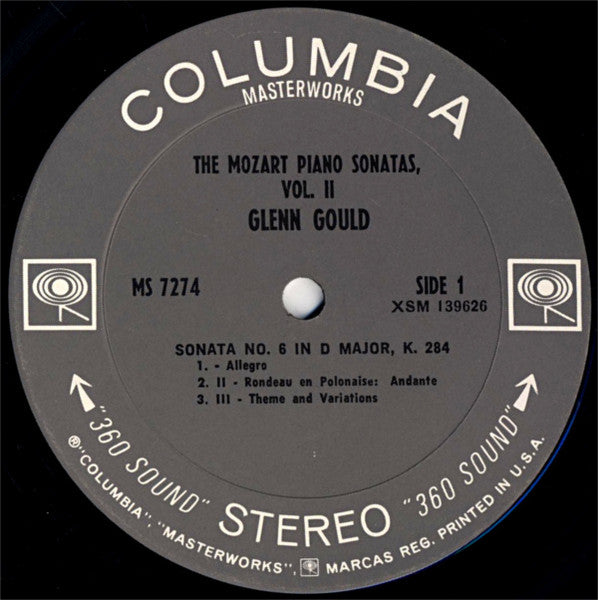 COLUMBIA
MASTERWORKS
THE MOZART PIANO SONATAS,
VOL. II
GLENN GOULD
MS 7274
SIDE 1
XSM 139626
SONATA NO. 6 IN D MAJOR, K. 284
1. - Allegro
2. II - Rondeau en Polonaise: Andante
3. III - Theme and Variations
"360 SOUND" STEREO "360 SOUND"
® "COLUMBIA", "MASTERWORKS", MARCAS REG. PRINTED IN U.S.A.